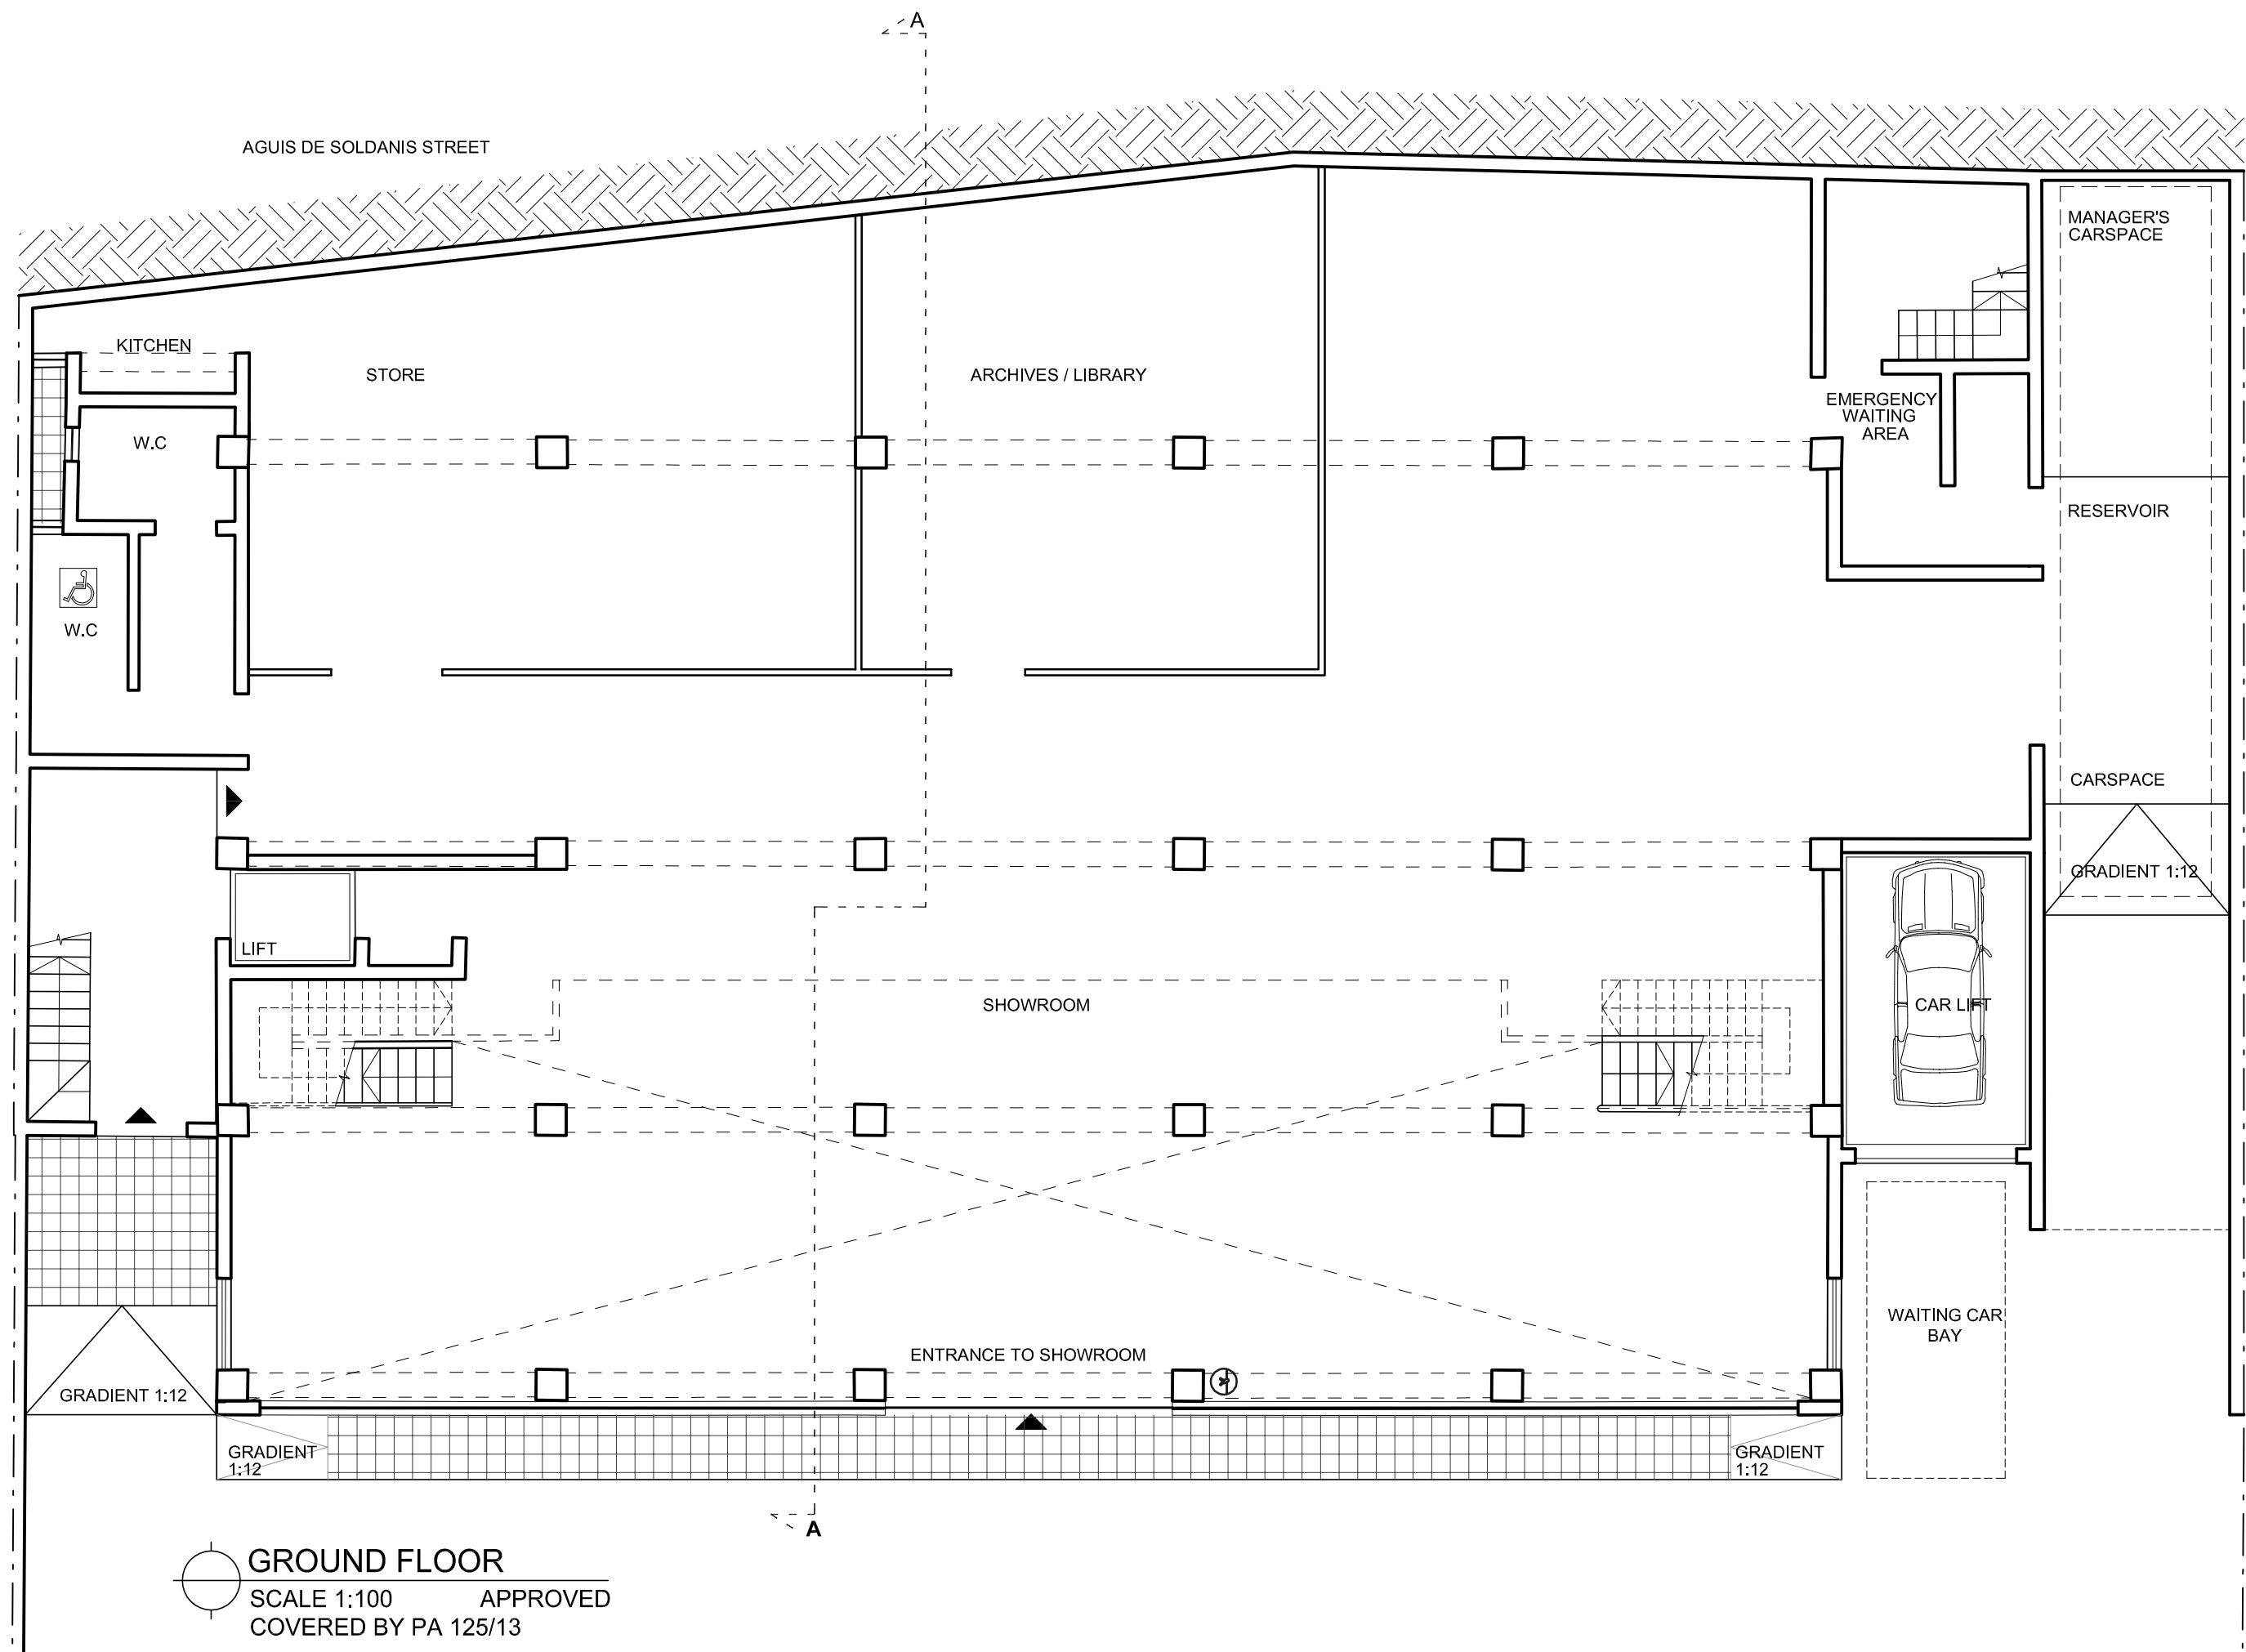 A
AGUIS DE SOLDANIS STREET
MANAGER'S
CARSPACE
KITCHEN
STORE
ARCHIVES / LIBRARY
EMERGENCY
WAITING
AREA
W.C
RESERVOIR
W.C
CARSPACE
GRADIENT 1:12
LIFT
SHOWROOM
CAR LIFT
WAITING CAR
BAY
ENTRANCE TO SHOWROOM
GRADIENT 1:12
GRADIENT
1:12
GRADIENT
1:12
A
GROUND FLOOR
SCALE 1:100 APPROVED
COVERED BY PA 125/13